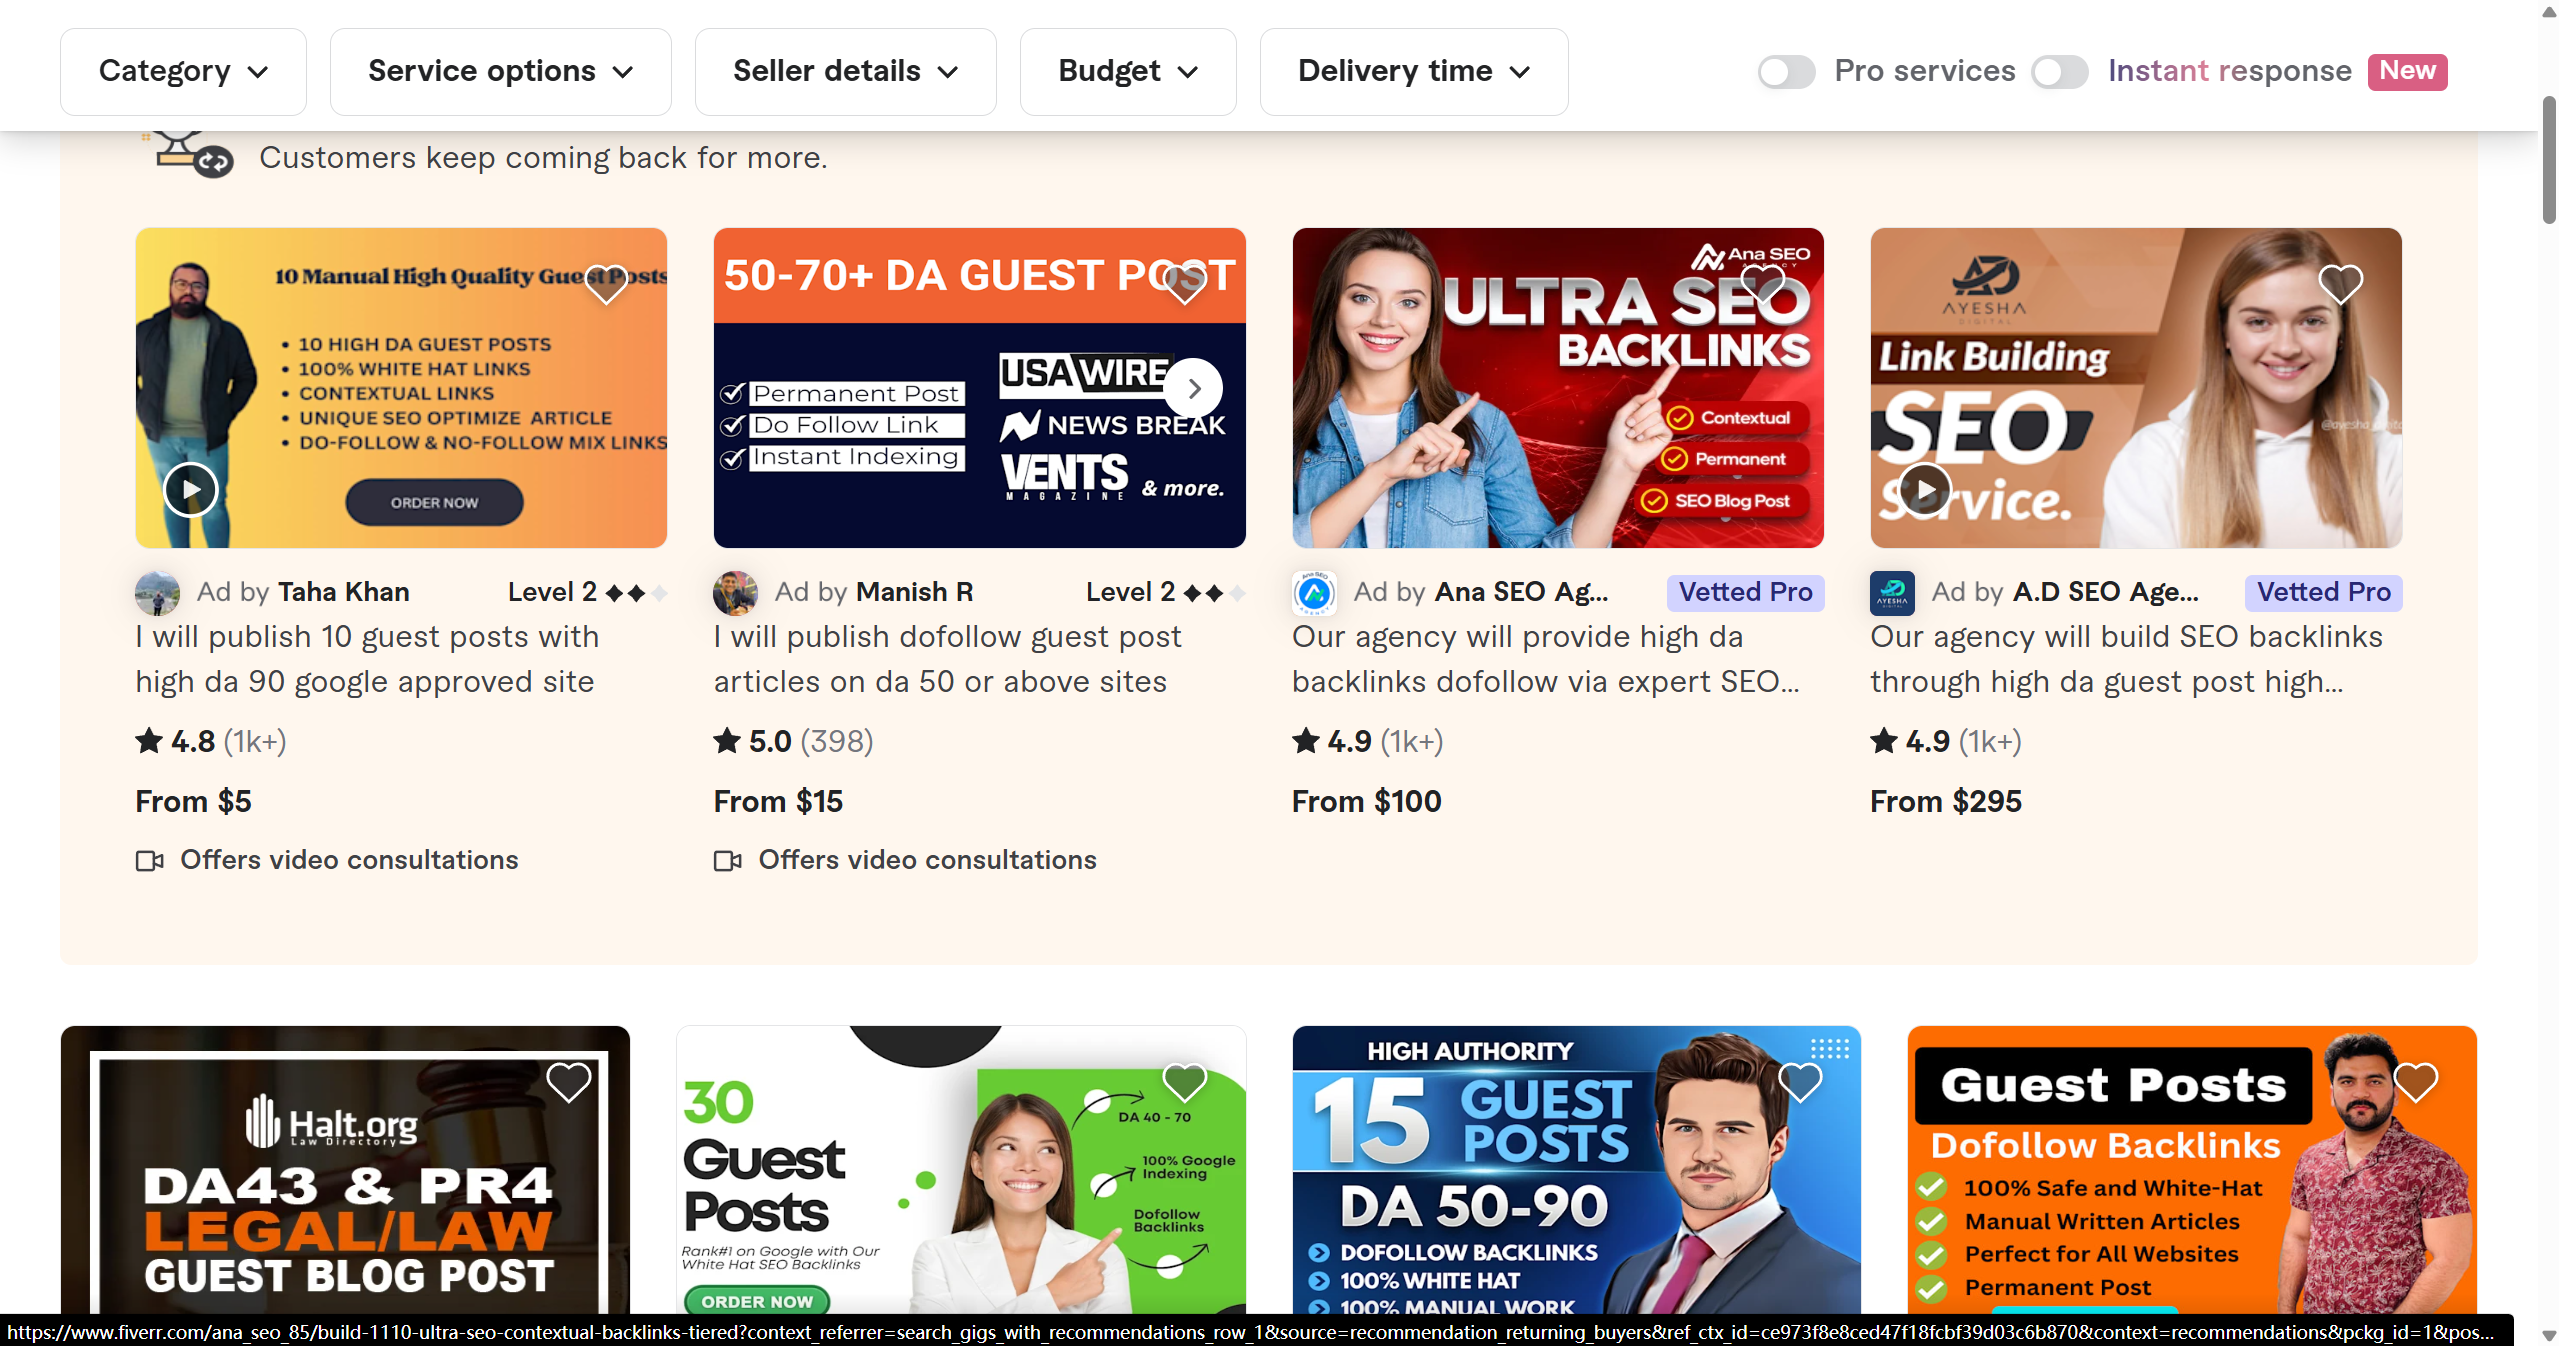 Category
Service options
Seller details
Budget
Delivery time
Pro services
Instant response
New
Customers keep coming back for more.
10 Manual High Quality Guest Posts
• 10 HIGH DA GUEST POSTS
• 100% WHITE HAT LINKS
• CONTEXTUAL LINKS
• UNIQUE SEO OPTIMIZE ARTICLE
• DO-FOLLOW & NO-FOLLOW MIX LINKS
ORDER NOW
Ad by Taha Khan
Level 2
I will publish 10 guest posts with
high da 90 google approved site
4.8 (1k+)
From $5
Offers video consultations
50-70+ DA GUEST POST
Permanent Post
Do Follow Link
Instant Indexing
USA WIRE
NEWS BREAK
VENTS
MAGAZINE
& more.
Ad by Manish R
Level 2
I will publish dofollow guest post
articles on da 50 or above sites
5.0 (398)
From $15
Offers video consultations
Ana SEO
AGENCY
ULTRA SEO
BACKLINKS
Contextual
Permanent
SEO Blog Post
Ana SEO
Ad by Ana SEO Ag...
Vetted Pro
Our agency will provide high da
backlinks dofollow via expert SEO...
4.9 (1k+)
From $100
AYESHA
DIGITAL
Link Building
SEO
Service.
AYESHA
Ad by A.D SEO Age...
Vetted Pro
Our agency will build SEO backlinks
through high da guest post high...
4.9 (1k+)
From $295
Halt.org
Law Directory
DA43 & PR4
LEGAL/LAW
GUEST BLOG POST
30
Guest
Posts
Rank#1 on Google with Our
White Hat SEO Backlinks
ORDER NOW
DA 40 - 70
100% Google
Indexing
Dofollow
Backlinks
HIGH AUTHORITY
15 GUEST
POSTS
DA 50-90
DOFOLLOW BACKLINKS
100% WHITE HAT
100% MANUAL WORK
Guest Posts
Dofollow Backlinks
100% Safe and White-Hat
Manual Written Articles
Perfect for All Websites
Permanent Post
https://www.fiverr.com/ana_seo_85/build-1110-ultra-seo-contextual-backlinks-tiered?context_referrer=search_gigs_with_recommendations_row_1&source=recommendation_returning_buyers&ref_ctx_id=ce973f8e8ced47f18fcbf39d03c6b870&context=recommendations&pckg_id=1&pos...